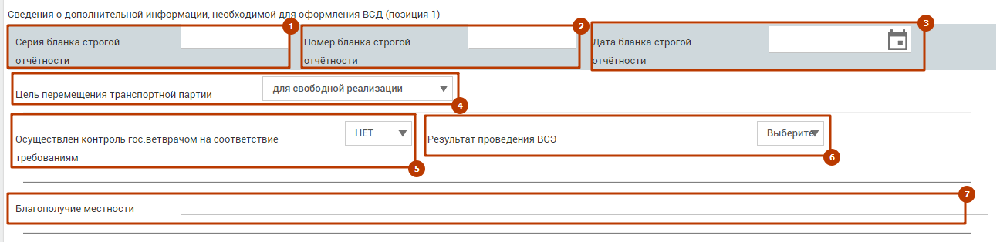 Сведения о дополнительной информации, необходимой для оформления ВСД (позиция 1)
Серия бланка строгой
отчётности
1
Номер бланка строгой
отчётности
2
Дата бланка строгой
отчётности
3
Цель перемещения транспортной партии
для свободной реализации
4
Осуществлен контроль гос.ветврачом на соответствие
требованиям
НЕТ
5
Результат проведения ВСЭ
Выберите
6
Благополучие местности
7